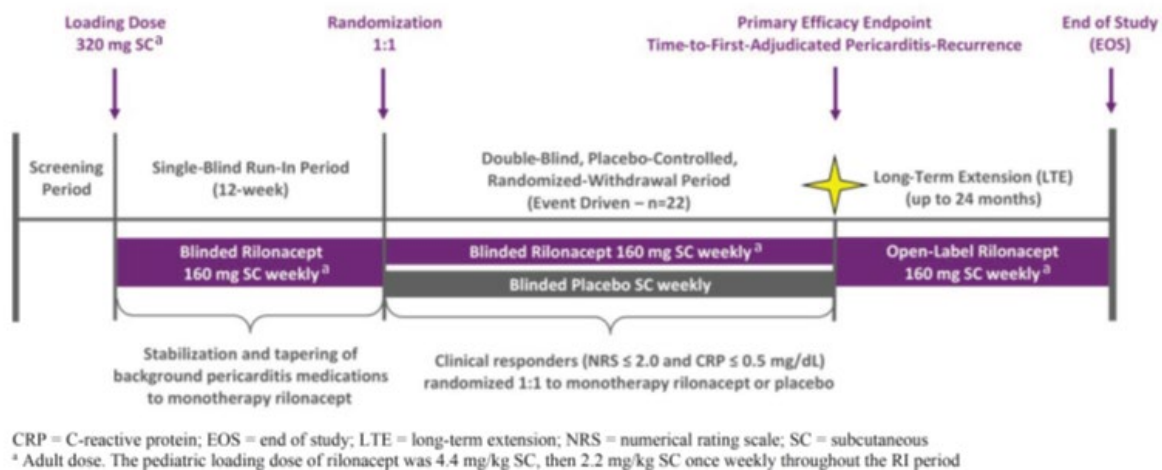 Loading Dose
320 mg SCª
Randomization
1:1
Primary Efficacy Endpoint
Time-to-First-Adjudicated Pericarditis-Recurrence
End of Study
(EOS)
Screening
Period
Single-Blind Run-In Period
(12-week)
Double-Blind, Placebo-Controlled,
Randomized-Withdrawal Period
(Event Driven – n=22)
Long-Term Extension (LTE)
(up to 24 months)
Blinded Rilonacept
160 mg SC weekly ª
Blinded Rilonacept 160 mg SC weekly ª
Blinded Placebo SC weekly
Open-Label Rilonacept
160 mg SC weekly ª
Stabilization and tapering of
background pericarditis medications
to monotherapy rilonacept
Clinical responders (NRS ≤ 2.0 and CRP ≤ 0.5 mg/dL)
randomized 1:1 to monotherapy rilonacept or placebo
CRP = C-reactive protein; EOS = end of study; LTE = long-term extension; NRS = numerical rating scale; SC = subcutaneous
ª Adult dose. The pediatric loading dose of rilonacept was 4.4 mg/kg SC, then 2.2 mg/kg SC once weekly throughout the RI period